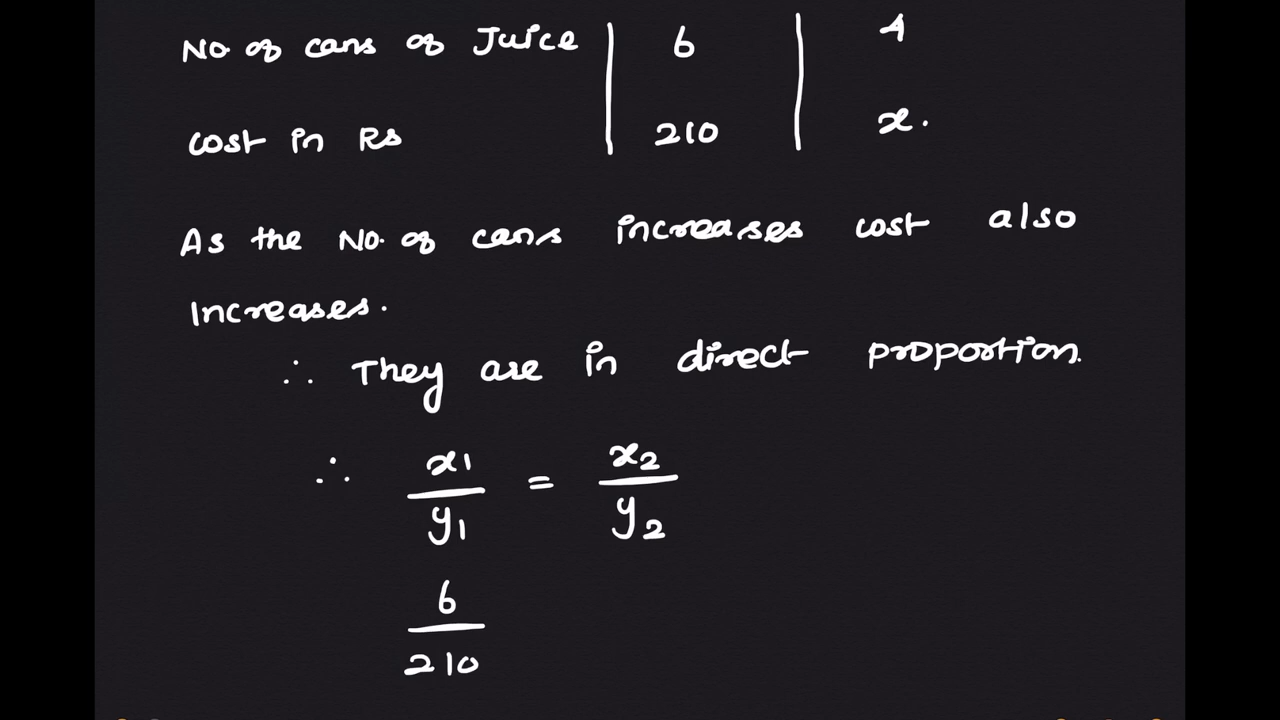 No. of cans of Juice | 6 | 4
cost in Rs | 210 | x.
As the No. of cans increases cost also
increases.
∴ They are in direct proportion.
∴ x1/y1 = x2/y2
6/210